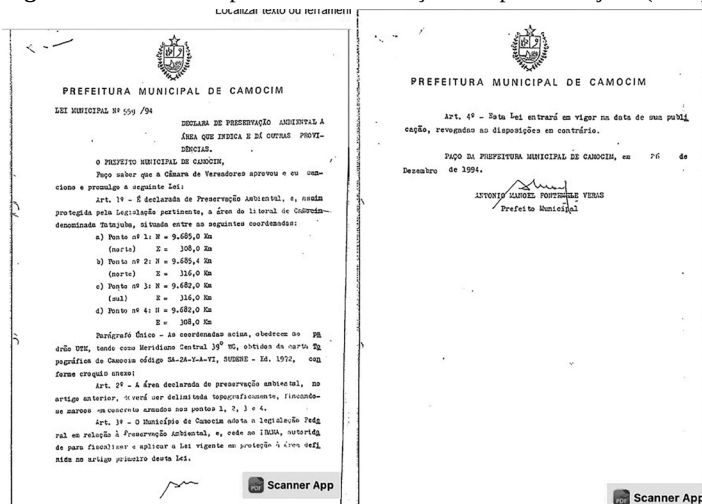 Localizar texto ou ferrament
PREFEITURA MUNICIPAL DE CAMOCIM
LEI MUNICIPAL Nº 559 /94
DECLARA DE PRESERVAÇÃO AMBIENTAL A
ÁREA QUE INDICA E DÁ OUTRAS PROVI-
DÊNCIAS.
O PREFEITO MUNICIPAL DE CAMOCIM,
Faço saber que a Câmara de Vereadores aprovou e eu san-
ciono e promulgo a seguinte Lei:
Art. 1º - É declarada de Preservação Ambiental, e, assim
protegida pela Legislação pertinente, a área do litoral de Camocim
denominada Tatajuba, situada entre as seguintes coordenadas:
a) Ponto nº 1: N = 9.685,0 Km
(norte) E = 308,0 Km
b) Ponto nº 2: N = 9.685,4 Km
(norte) E = 316,0 Km
c) Ponto nº 3: N = 9.682,0 Km
(sul) E = 316,0 Km
d) Ponto nº 4: N = 9.682,0 Km
E = 308,0 Km
Parágrafo Único - As coordenadas acima, obedecem ao pa
drão UTM, tendo como Meridiano Central 39º WG, obtidos da carta To
pográfica de Camocim código SA-2A-Y-A-VI, SUDENE - Ed. 1972, con
forme croquis anexo:
Art. 2º - A área declarada de preservação ambiental, no
artigo anterior, deverá ser delimitada topograficamente, fincando-
se marcos em concreto armados nos pontos 1, 2, 3 e 4.
Art. 3º - O Município de Camocim adota a legislação Fede
ral em relação à Preservação Ambiental, e, cede ao IBAMA, autorida
de para fiscalizar e aplicar a Lei vigente em proteção à área defi
nida no artigo primeiro desta Lei.
PDF Scanner App
PREFEITURA MUNICIPAL DE CAMOCIM
Art. 4º - Esta Lei entrará em vigor na data de sua publi
cação, revogadas as disposições em contrário.
PAÇO DA PREFEITURA MUNICIPAL DE CAMOCIM, em 26 de
Dezembro de 1994.
ANTONIO MANOEL FONTENELE VERAS
Prefeito Municipal
PDF Scanner App